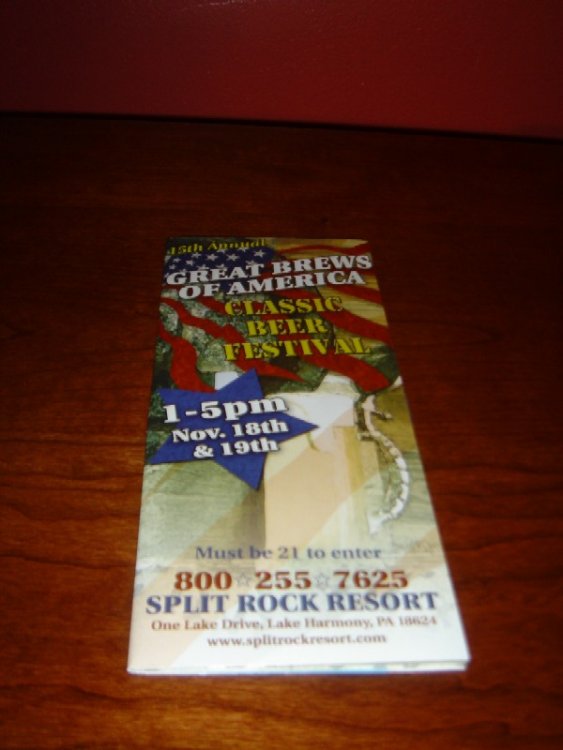 15th Annual
GREAT BREWS
OF AMERICA
CLASSIC
BEER
FESTIVAL
1-5pm
Nov. 18th
& 19th
Must be 21 to enter
800☆255☆7625
SPLIT ROCK RESORT
One Lake Drive, Lake Harmony, PA 18624
www.splitrockresort.com